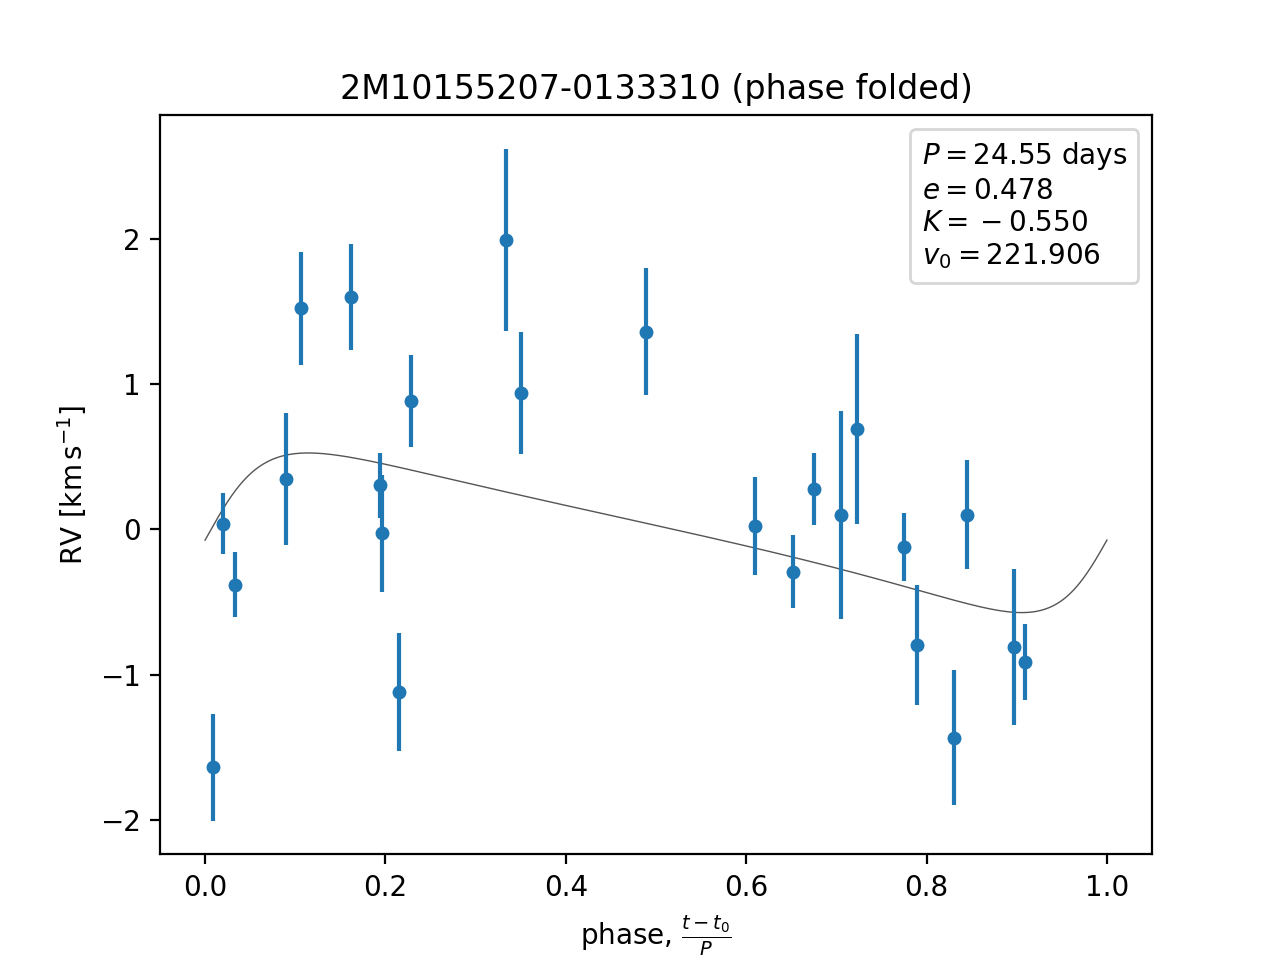 2M10155207-0133310 (phase folded)
P = 24.55 days
e = 0.478
K = −0.550
v₀ = 221.906
RV [km s⁻¹]
2
1
0
−1
−2
0.0 0.2 0.4 0.6 0.8 1.0
phase, (t − t₀)/P